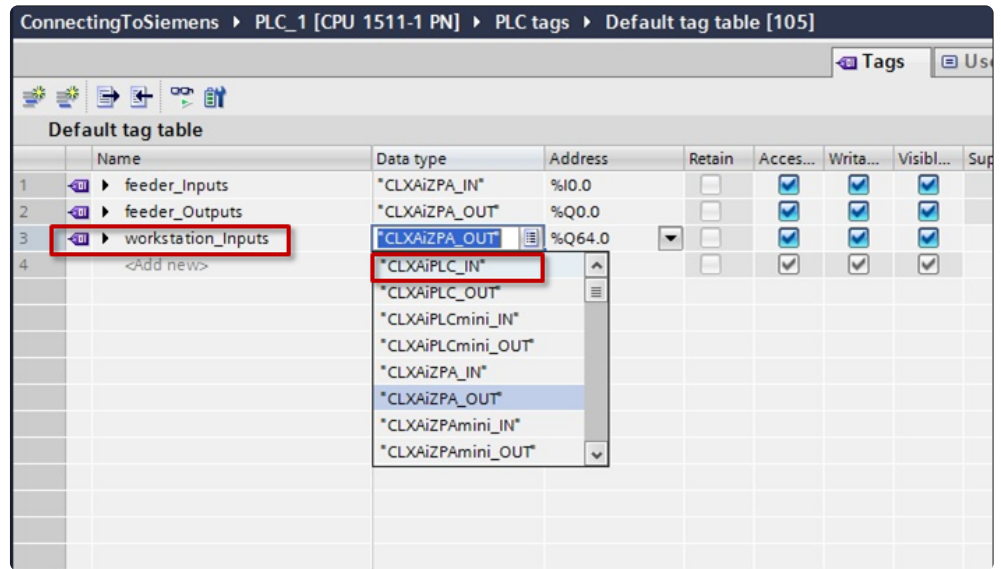 ConnectingToSiemens ▸ PLC_1 [CPU 1511-1 PN] ▸ PLC tags ▸ Default tag table [105]
Tags
Default tag table
Name Data type Address Retain Acces... Writa... Visibl... Sup
1 feeder_Inputs "CLXAiZPA_IN" %I0.0
2 feeder_Outputs "CLXAiZPA_OUT" %Q0.0
3 workstation_Inputs "CLXAiZPA_OUT" %Q64.0
4 <Add new>
"CLXAiPLC_IN"
"CLXAiPLC_OUT"
"CLXAiPLCmini_IN"
"CLXAiPLCmini_OUT"
"CLXAiZPA_IN"
"CLXAiZPA_OUT"
"CLXAiZPAmini_IN"
"CLXAiZPAmini_OUT"